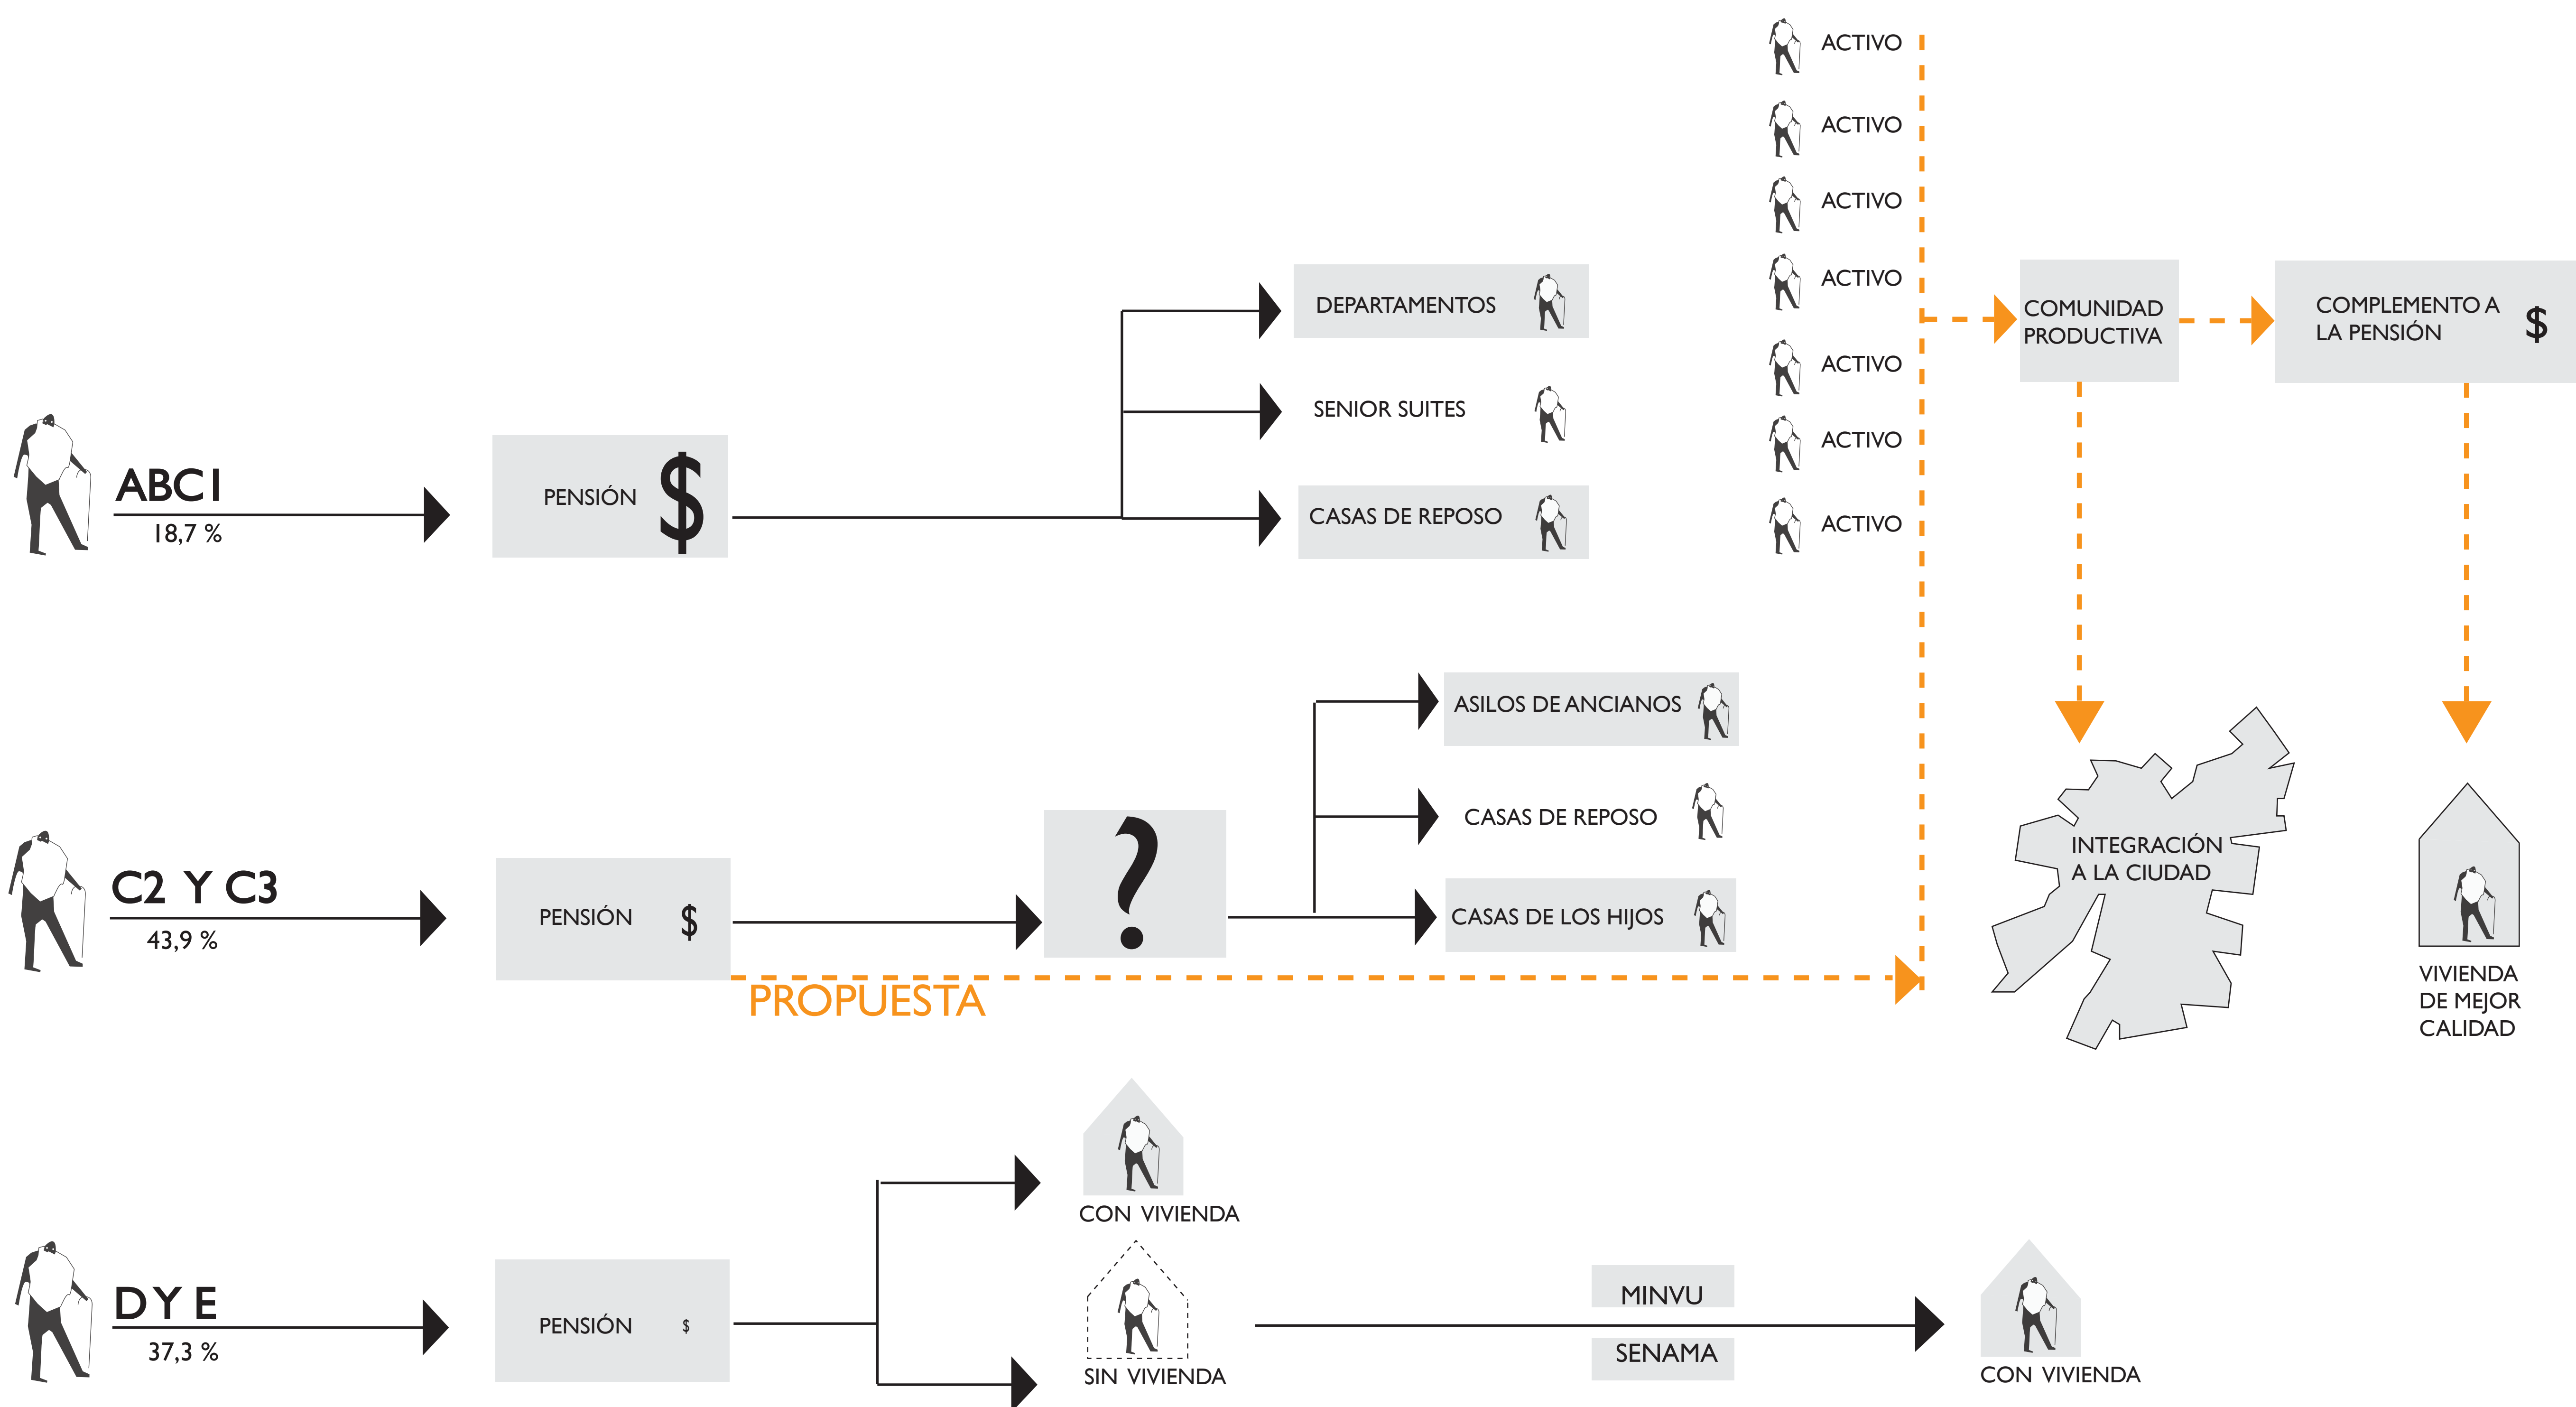 ACTIVO
ACTIVO
ACTIVO
ACTIVO
ACTIVO
ACTIVO
ACTIVO
ABC1
18,7 %
PENSIÓN $
DEPARTAMENTOS
SENIOR SUITES
CASAS DE REPOSO
COMUNIDAD
PRODUCTIVA
COMPLEMENTO A
LA PENSIÓN $
C2 Y C3
43,9 %
PENSIÓN $
?
ASILOS DE ANCIANOS
CASAS DE REPOSO
CASAS DE LOS HIJOS
PROPUESTA
INTEGRACIÓN
A LA CIUDAD
VIVIENDA
DE MEJOR
CALIDAD
D Y E
37,3 %
PENSIÓN $
CON VIVIENDA
SIN VIVIENDA
MINVU
SENAMA
CON VIVIENDA